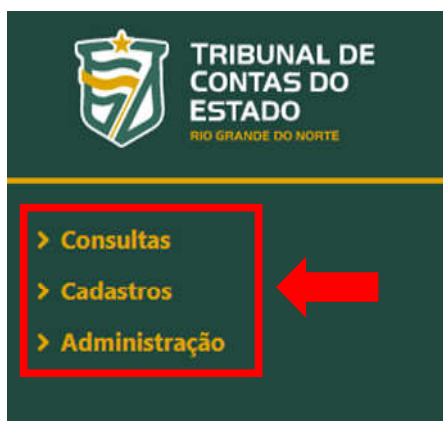 TRIBUNAL DE
CONTAS DO
ESTADO
RIO GRANDE DO NORTE
> Consultas
> Cadastros
> Administração